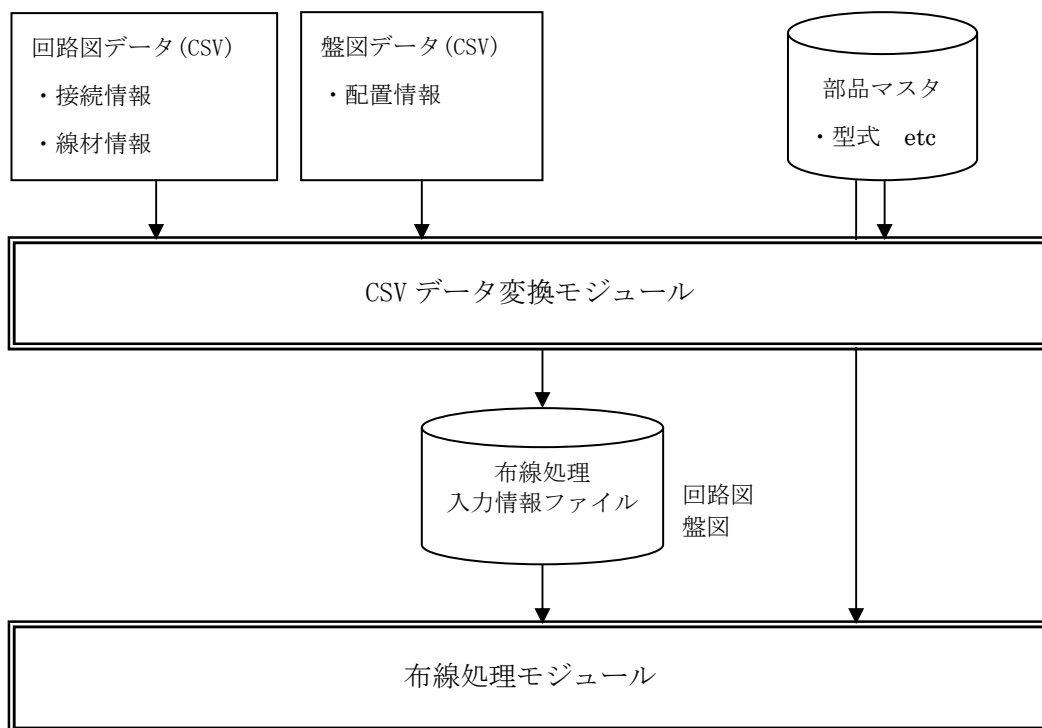 回路図データ(CSV)
・接続情報
・線材情報
盤図データ(CSV)
・配置情報
部品マスタ
・型式　etc
CSV データ変換モジュール
布線処理
入力情報ファイル
回路図
盤図
布線処理モジュール